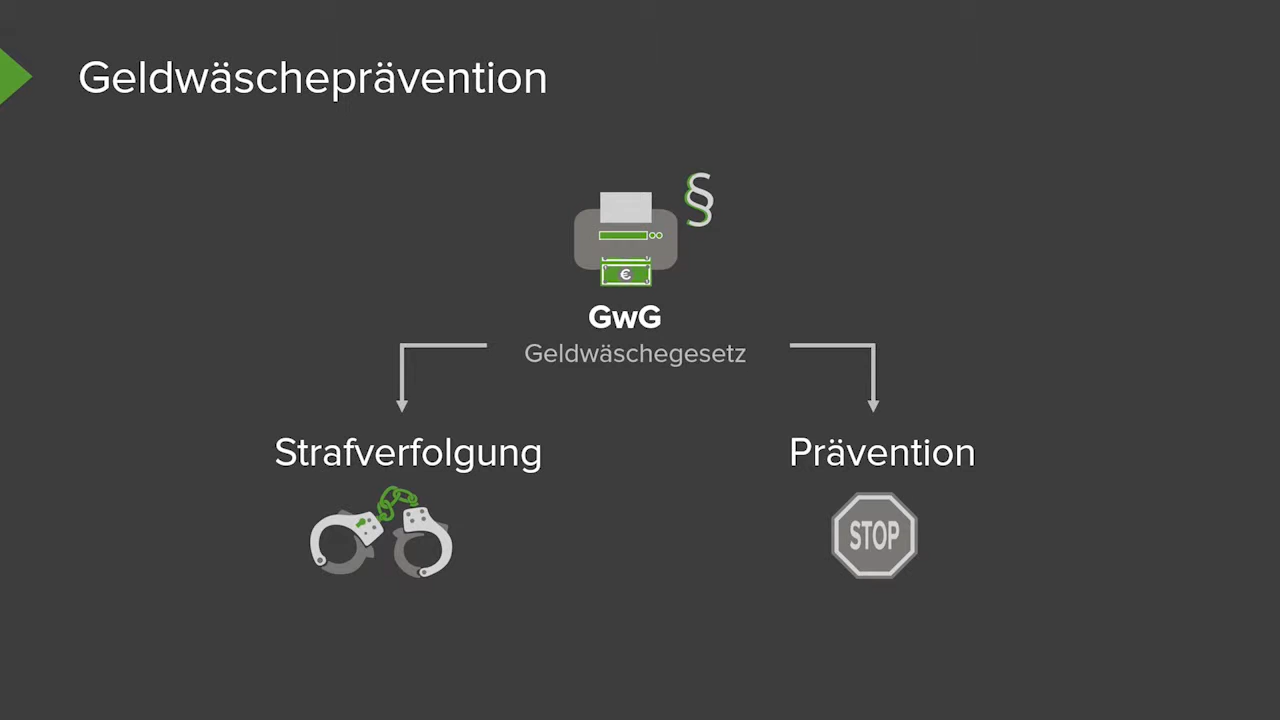 Geldwäscheprävention
§
€
GwG
Geldwäschegesetz
Strafverfolgung
Prävention
STOP